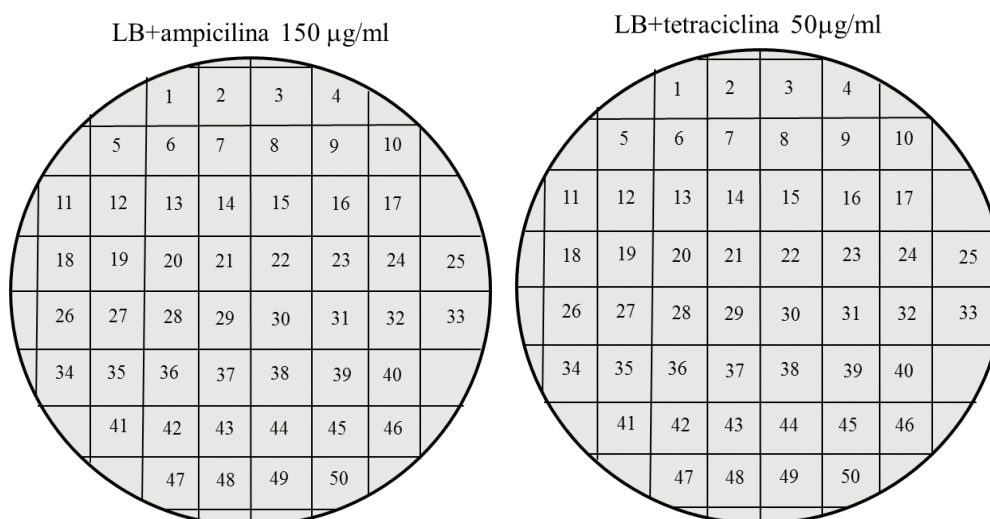 LB+ampicilina 150 µg/ml
1 2 3 4
5 6 7 8 9 10
11 12 13 14 15 16 17
18 19 20 21 22 23 24 25
26 27 28 29 30 31 32 33
34 35 36 37 38 39 40
41 42 43 44 45 46
47 48 49 50
LB+tetraciclina 50µg/ml
1 2 3 4
5 6 7 8 9 10
11 12 13 14 15 16 17
18 19 20 21 22 23 24 25
26 27 28 29 30 31 32 33
34 35 36 37 38 39 40
41 42 43 44 45 46
47 48 49 50